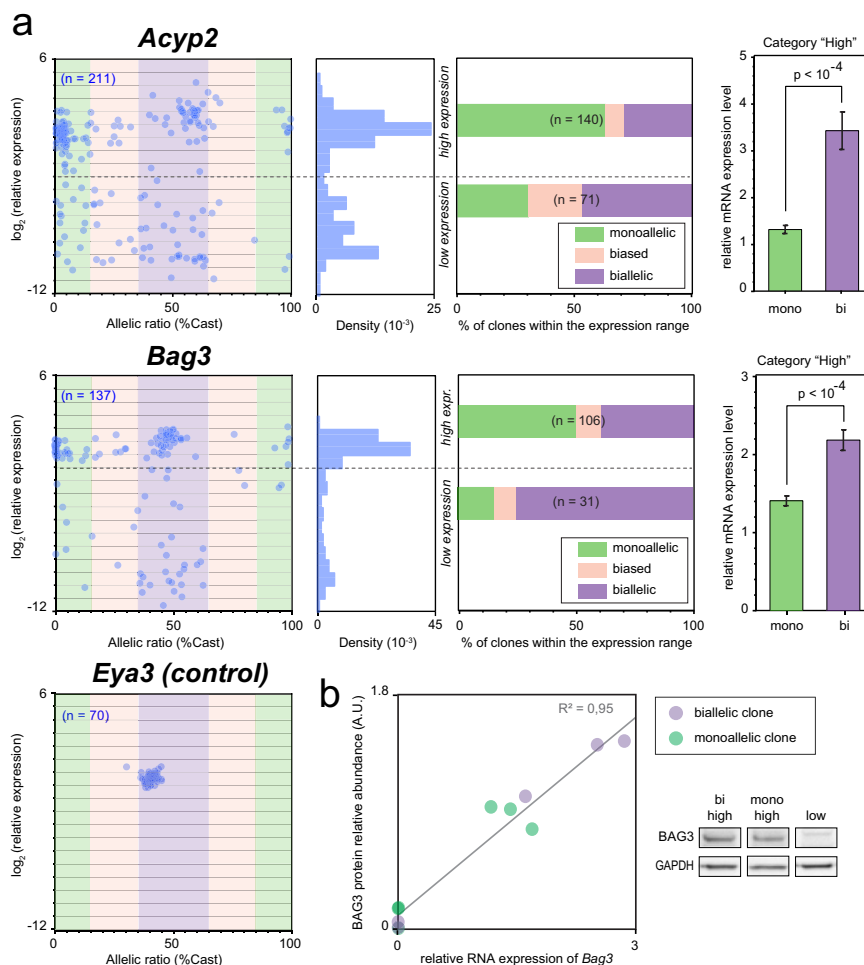 a
Acyp2
6
(n = 211)
log2 (relative expression)
-12
0
50
100
Allelic ratio (%Cast)
0
25
Density (10-3)
high expression
low expression
(n = 140)
(n = 71)
monoallelic
biased
biallelic
0
50
100
% of clones within the expression range
Category “High”
p < 10-4
relative mRNA expression level
5
4
3
2
1
0
mono
bi
Bag3
6
(n = 137)
log2 (relative expression)
-12
0
50
100
Allelic ratio (%Cast)
0
45
Density (10-3)
high expr.
low expression
(n = 106)
(n = 31)
monoallelic
biased
biallelic
0
50
100
% of clones within the expression range
Category “High”
p < 10-4
relative mRNA expression level
3
2
1
0
mono
bi
Eya3 (control)
6
(n = 70)
log2 (relative expression)
-12
0
50
100
Allelic ratio (%Cast)
b
1.8
R² = 0,95
BAG3 protein relative abundance (A.U.)
0
0
3
relative RNA expression of Bag3
biallelic clone
monoallelic clone
bi
high
mono
high
low
BAG3
GAPDH